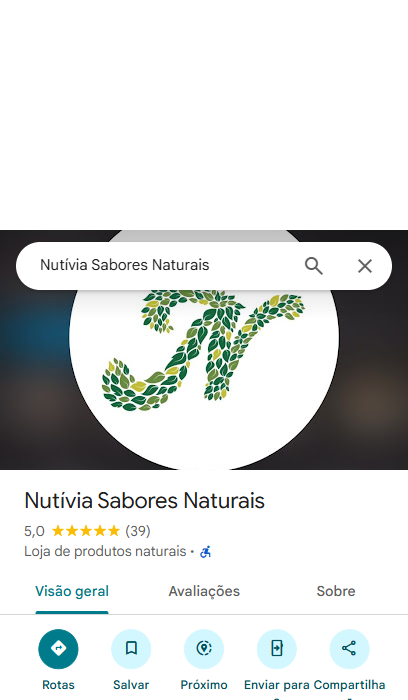 Nutívia Sabores Naturais
Nutívia Sabores Naturais
5,0 ★★★★★ (39)
Loja de produtos naturais ·
Visão geral Avaliações Sobre
Rotas Salvar Próximo Enviar para Compartilha